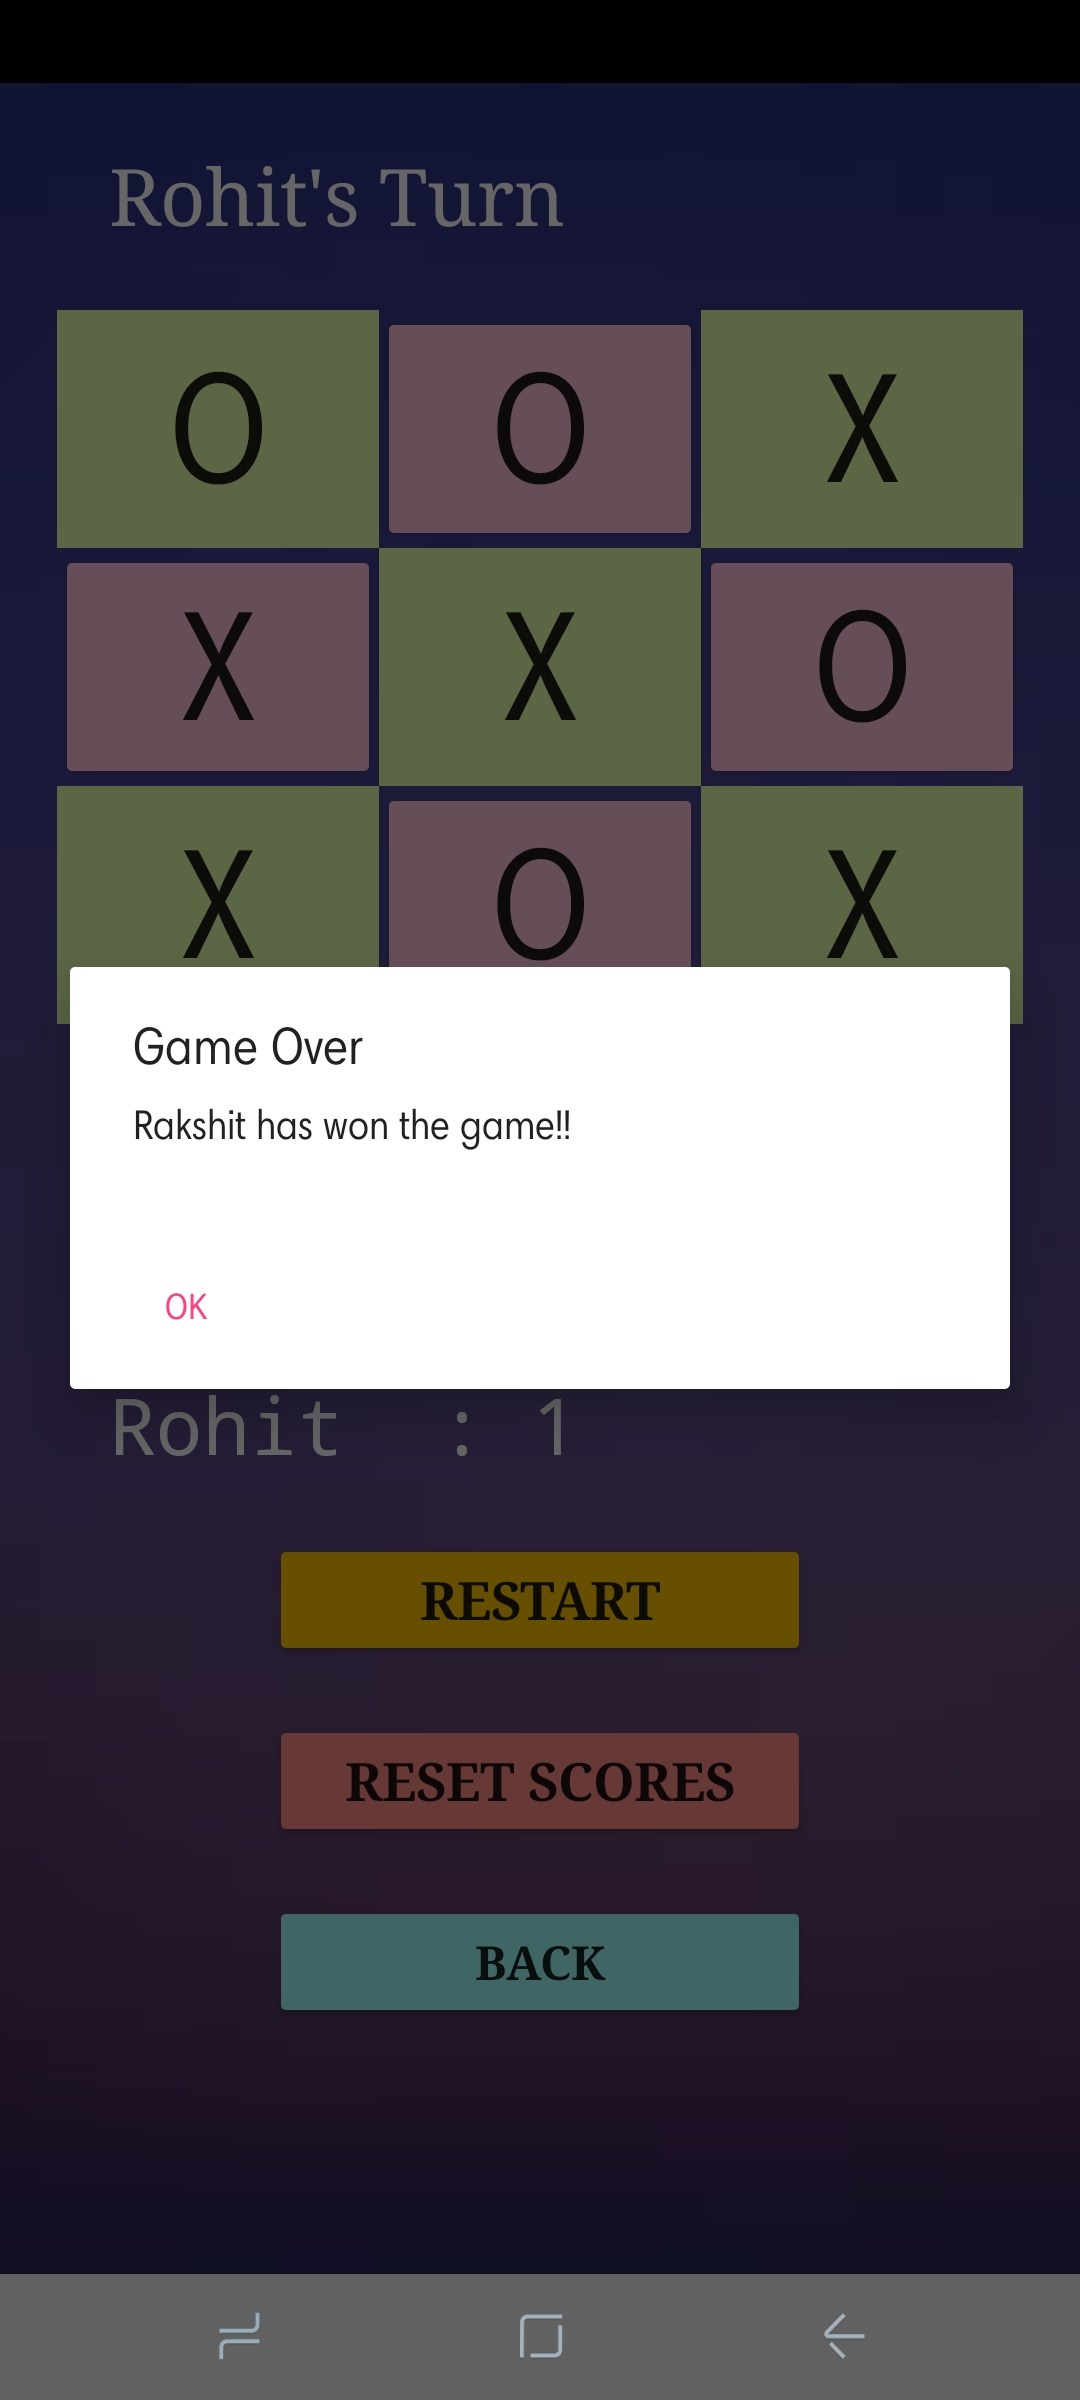 Rohit's Turn
O O X
X X O
X O X
Game Over
Rakshit has won the game!!
OK
Rohit : 1
RESTART
RESET SCORES
BACK